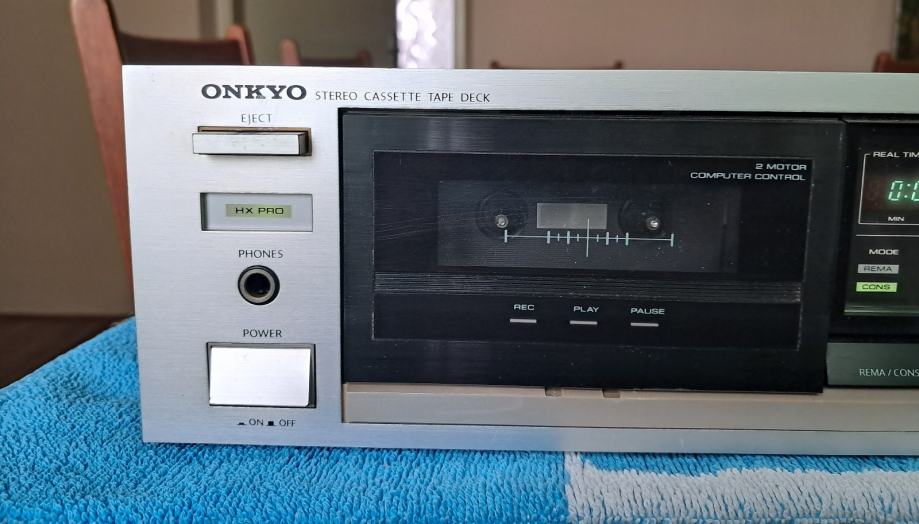 ONKYO STEREO CASSETTE TAPE DECK
EJECT
HX PRO
PHONES
POWER
ON OFF
2 MOTOR
COMPUTER CONTROL
REC PLAY PAUSE
REAL
MIN
MODE
REMA
CONS
REMA / CONS